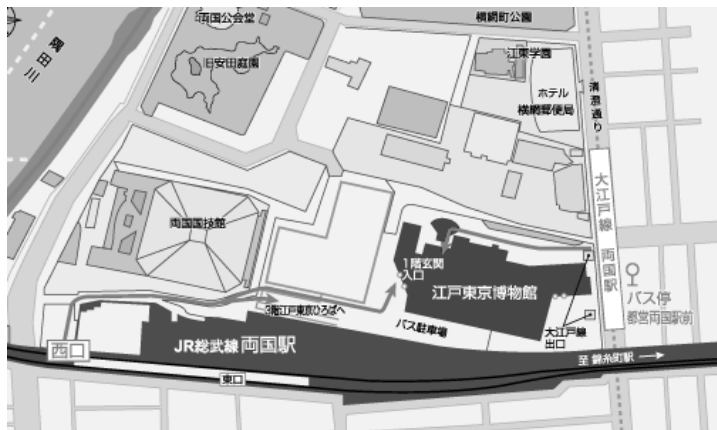 両国公会堂
横網町公園
隅田川
旧安田庭園
江東学園
ホテル
横網郵便局
清澄通り
大江戸線 両国駅
両国国技館
1階玄関
入口
江戸東京博物館
バス停
都営両国駅前
3階江戸東京ひろばへ
バス駐車場
大江戸線
出口
西口
JR総武線 両国駅
至 錦糸町駅
東口